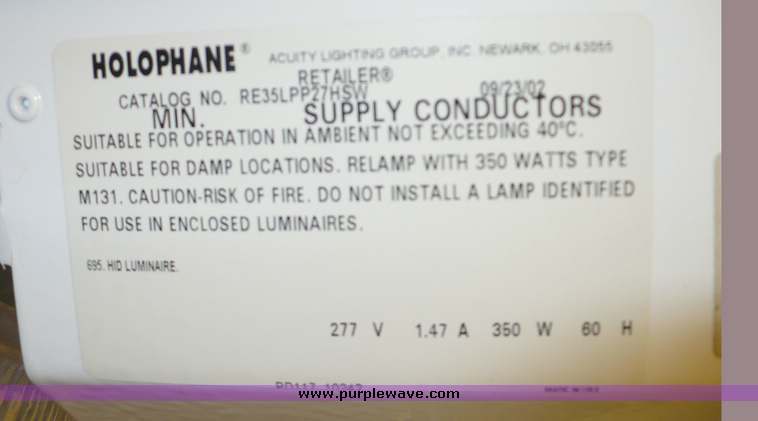 HOLOPHANE® ACUITY LIGHTING GROUP, INC. NEWARK, OH 43055
RETAILER®
CATALOG NO. RE35LPP27HSW 09/23/02
MIN. SUPPLY CONDUCTORS
SUITABLE FOR OPERATION IN AMBIENT NOT EXCEEDING 40°C.
SUITABLE FOR DAMP LOCATIONS. RELAMP WITH 350 WATTS TYPE
M131. CAUTION-RISK OF FIRE. DO NOT INSTALL A LAMP IDENTIFIED
FOR USE IN ENCLOSED LUMINAIRES.
695. HID LUMINAIRE.
277 V 1.47 A 350 W 60 H
www.purplewave.com